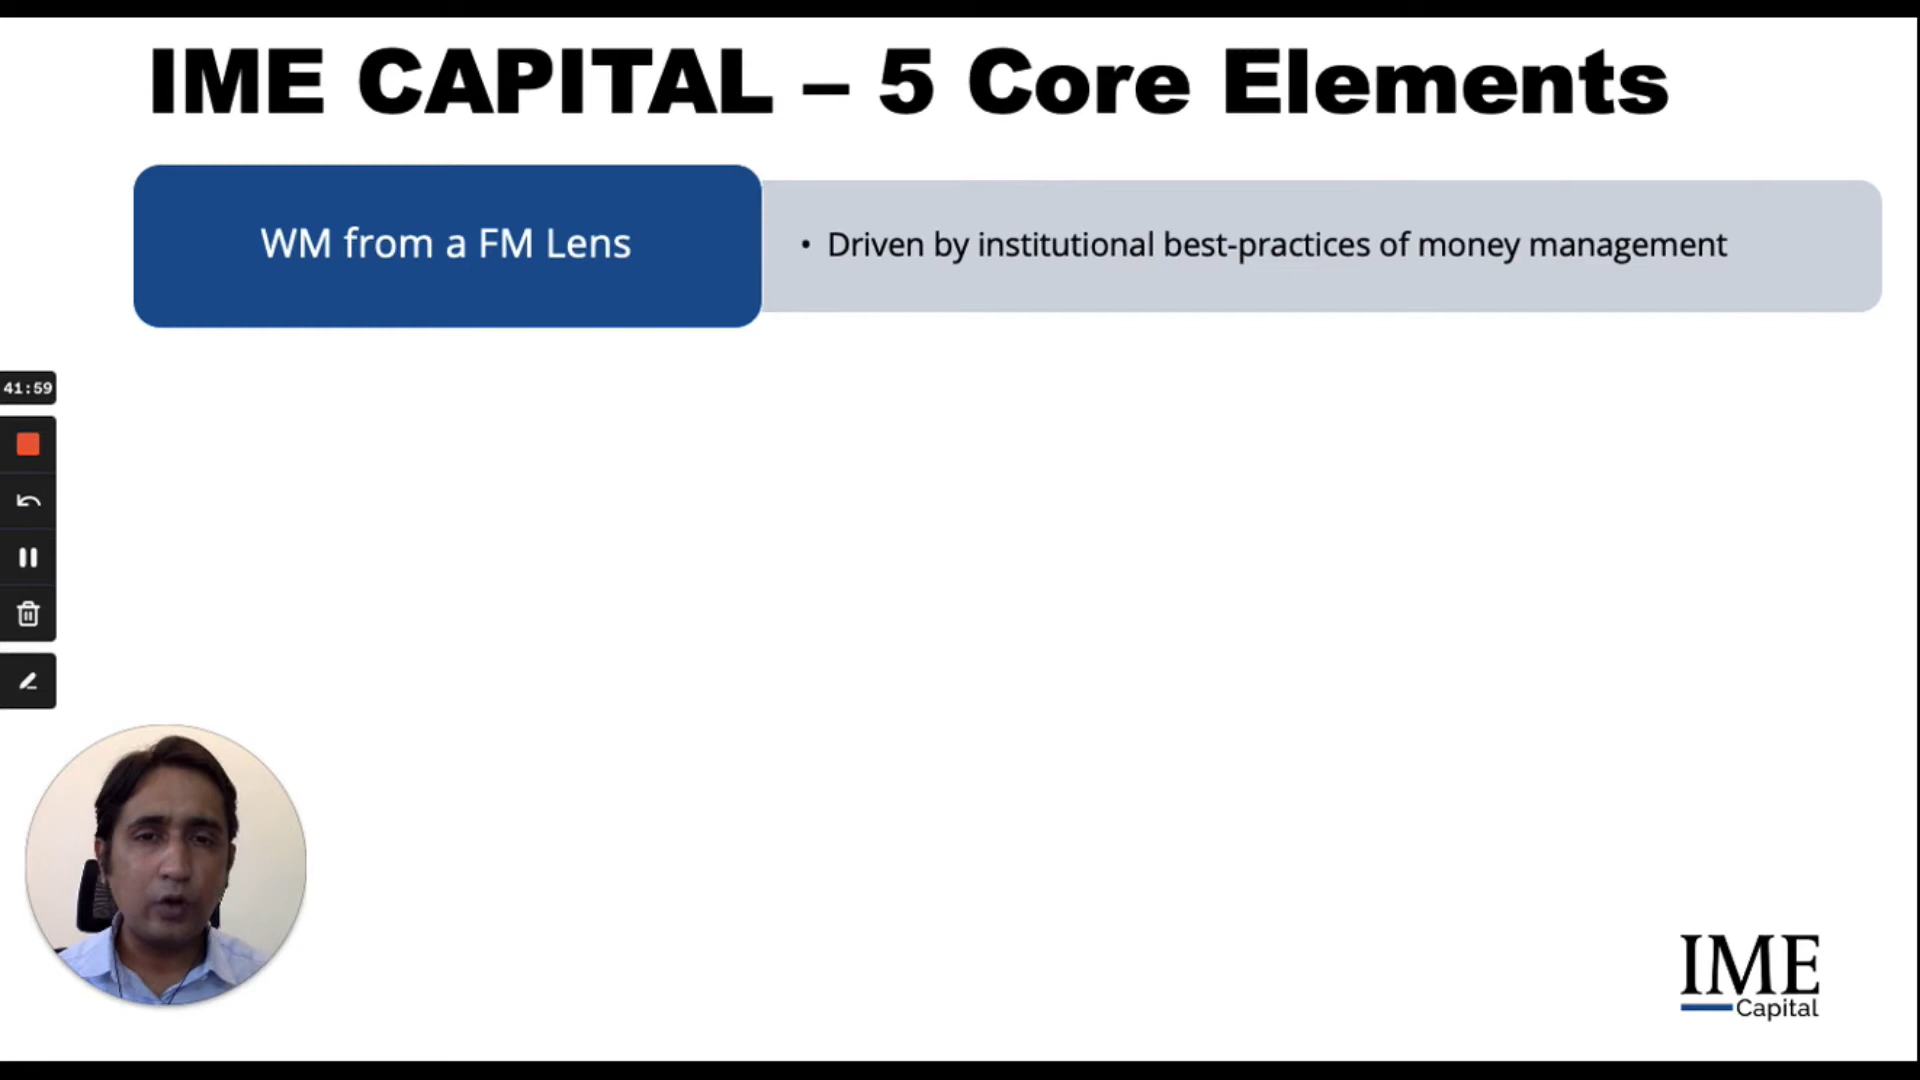 IME CAPITAL – 5 Core Elements
WM from a FM Lens
• Driven by institutional best-practices of money management
41:59
IME
Capital